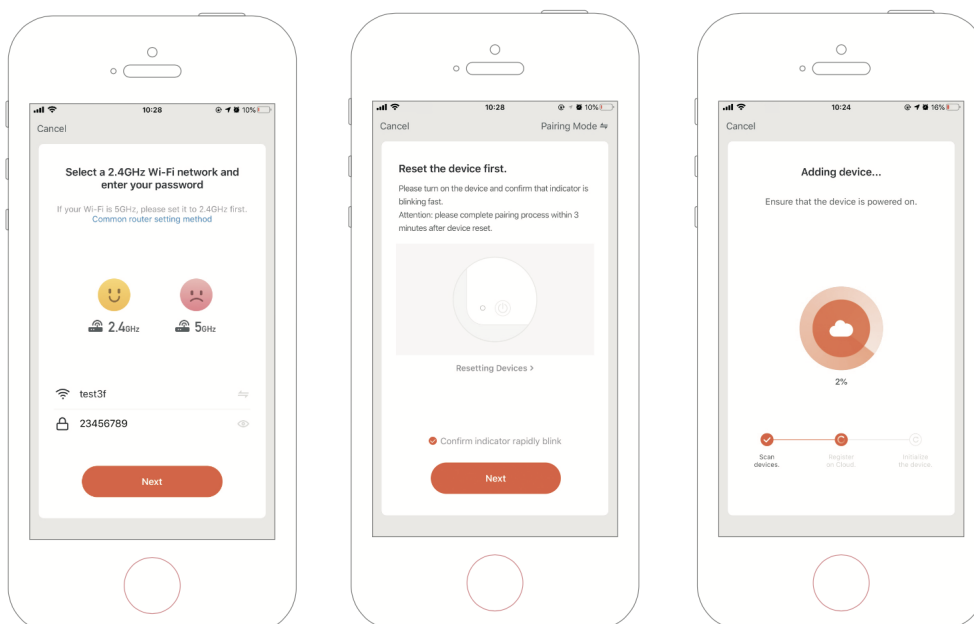 10:28
10%
Cancel
Select a 2.4GHz Wi-Fi network and
enter your password
If your Wi-Fi is 5GHz, please set it to 2.4GHz first.
Common router setting method
2.4GHz
5GHz
test3f
23456789
Next
10:28
10%
Cancel
Pairing Mode
Reset the device first.
Please turn on the device and confirm that indicator is
blinking fast.
Attention: please complete pairing process within 3
minutes after device reset.
Resetting Devices >
Confirm indicator rapidly blink
Next
10:24
16%
Cancel
Adding device...
Ensure that the device is powered on.
2%
Scan
devices.
Register
on Cloud.
Initialize
the device.